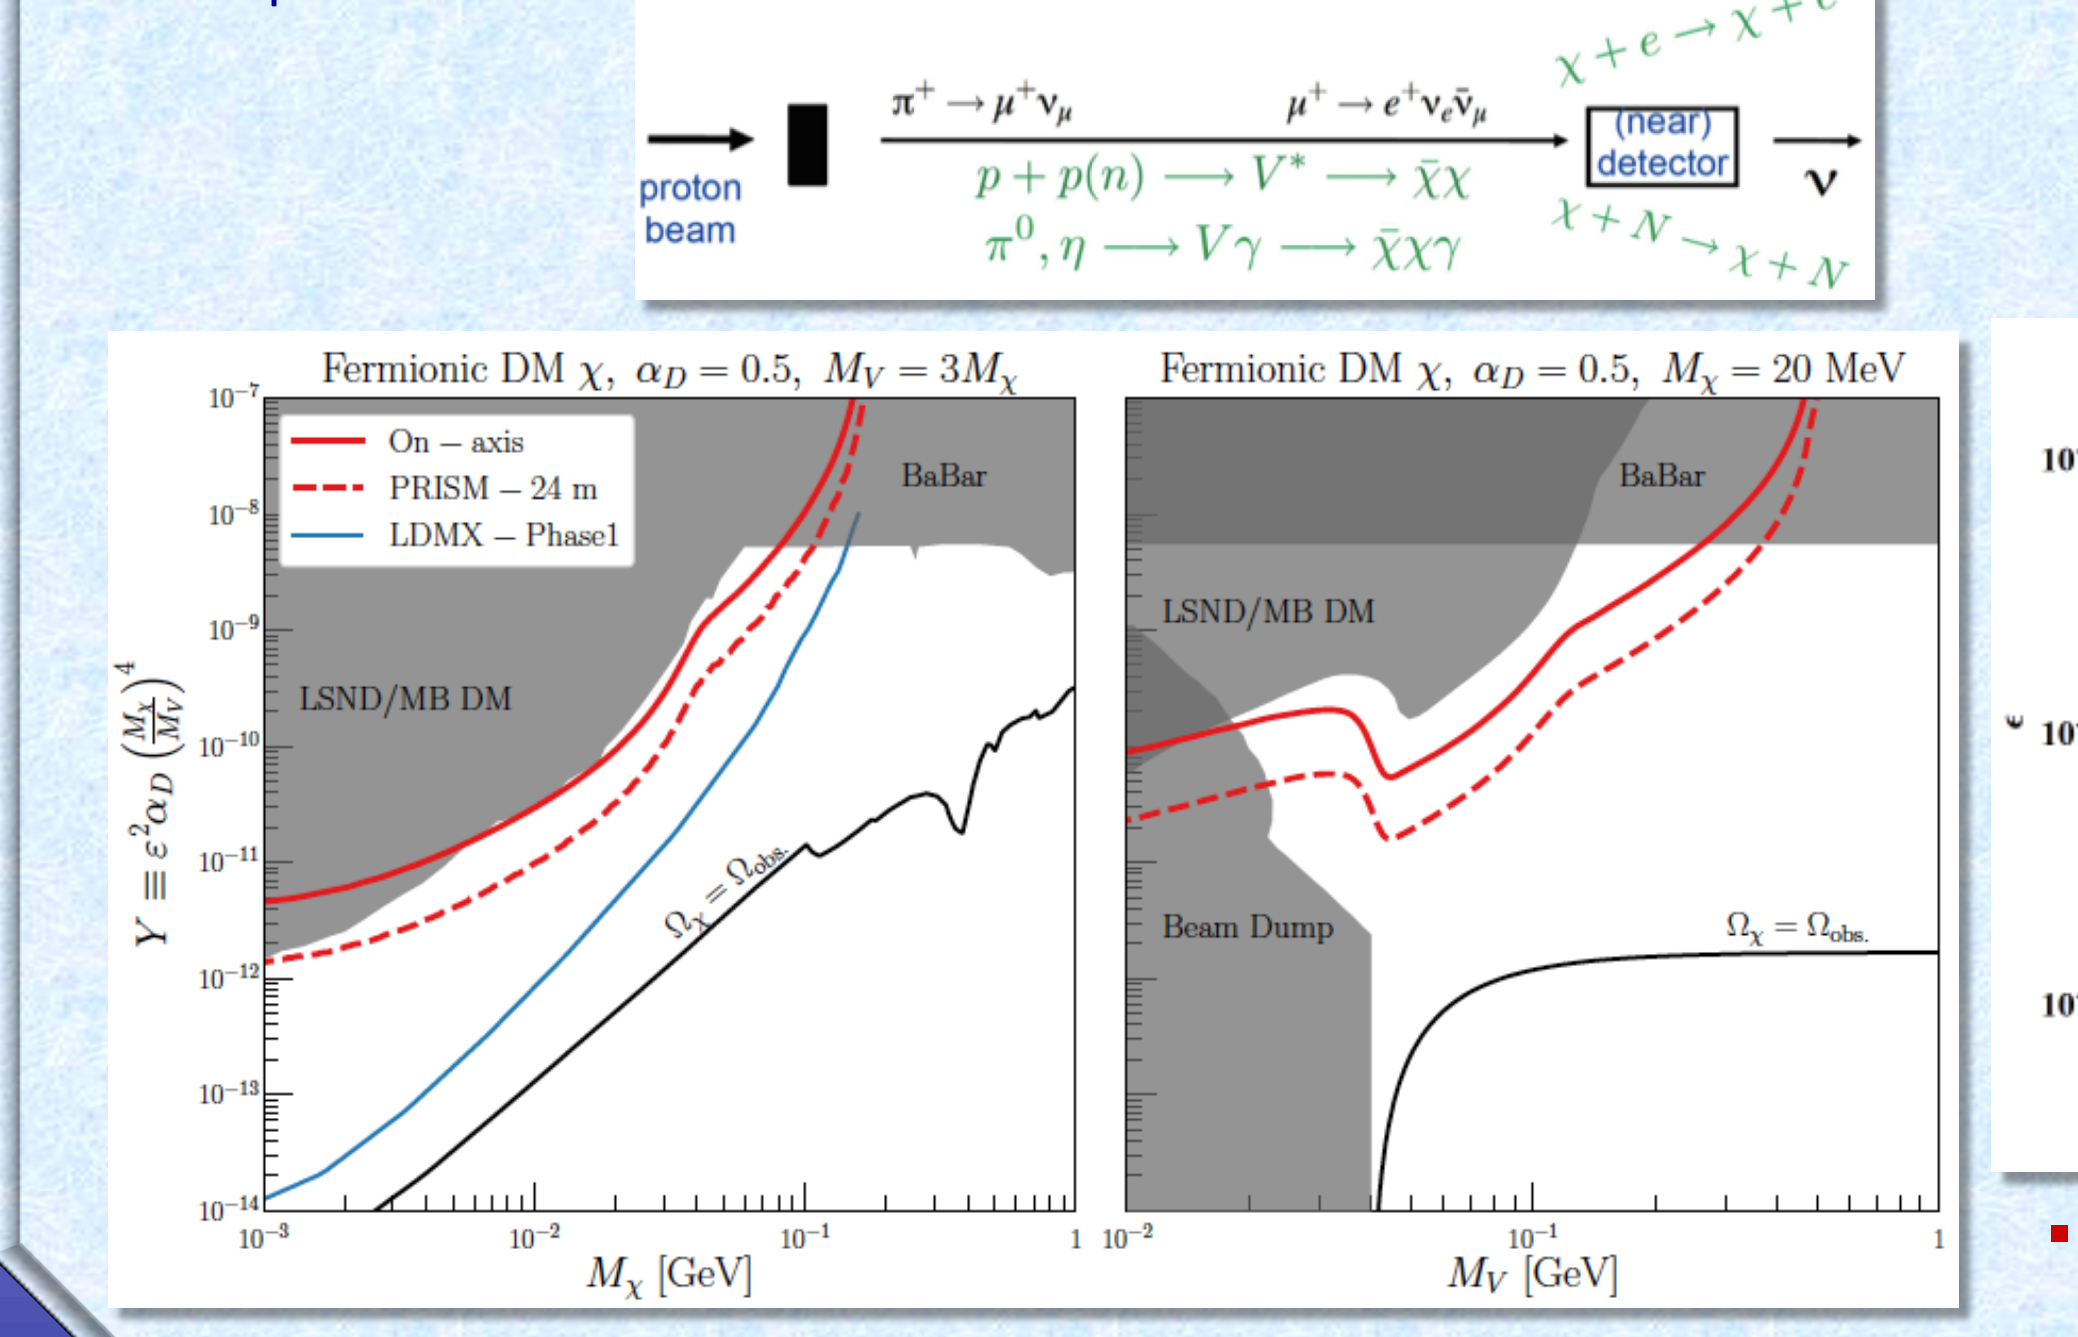 χ + e → χ + e
π⁺ → μ⁺ν_μ
μ⁺ → e⁺ν_eν̄_μ
(near)
detector
proton
beam
p + p(n) ⟶ V* ⟶ χ̄χ
ν
π⁰, η ⟶ Vγ ⟶ χ̄χγ
χ + N → χ + N
Fermionic DM χ, α_D = 0.5, M_V = 3M_χ
On – axis
PRISM – 24 m
LDMX – Phase1
BaBar
LSND/MB DM
Ω_χ = Ω_obs.
Y ≡ ε²α_D (M_χ/M_V)⁴
10⁻⁷
10⁻⁸
10⁻⁹
10⁻¹⁰
10⁻¹¹
10⁻¹²
10⁻¹³
10⁻¹⁴
10⁻³ 10⁻² 10⁻¹ 1
M_χ [GeV]
Fermionic DM χ, α_D = 0.5, M_χ = 20 MeV
BaBar
LSND/MB DM
Beam Dump
Ω_χ = Ω_obs.
10⁻² 10⁻¹ 1
M_V [GeV]
ϵ
10
10
10